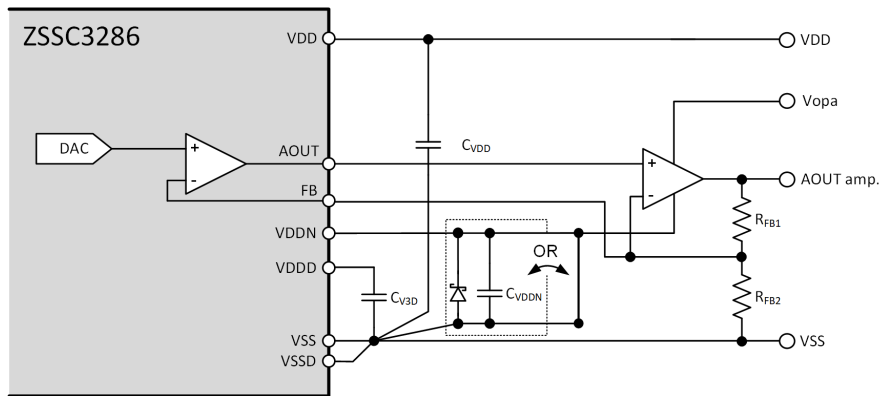 ZSSC3286
VDD
VDD
Vopa
DAC
+
-
AOUT
CVDD
+
-
AOUT amp.
FB
RFB1
VDDN
OR
VDDD
CV3D
CVDDN
RFB2
VSS
VSS
VSSD